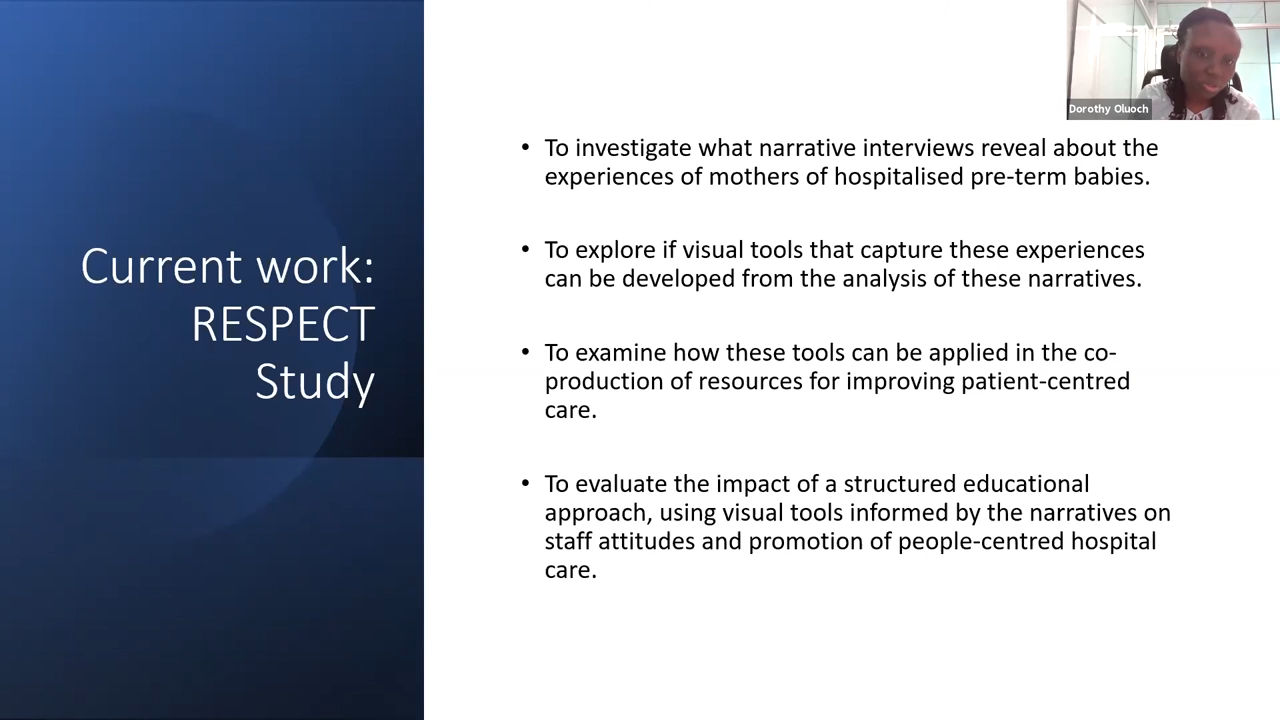 Dorothy Oluoch
Current work:
RESPECT
Study
• To investigate what narrative interviews reveal about the
experiences of mothers of hospitalised pre-term babies.
• To explore if visual tools that capture these experiences
can be developed from the analysis of these narratives.
• To examine how these tools can be applied in the co-
production of resources for improving patient-centred
care.
• To evaluate the impact of a structured educational
approach, using visual tools informed by the narratives on
staff attitudes and promotion of people-centred hospital
care.